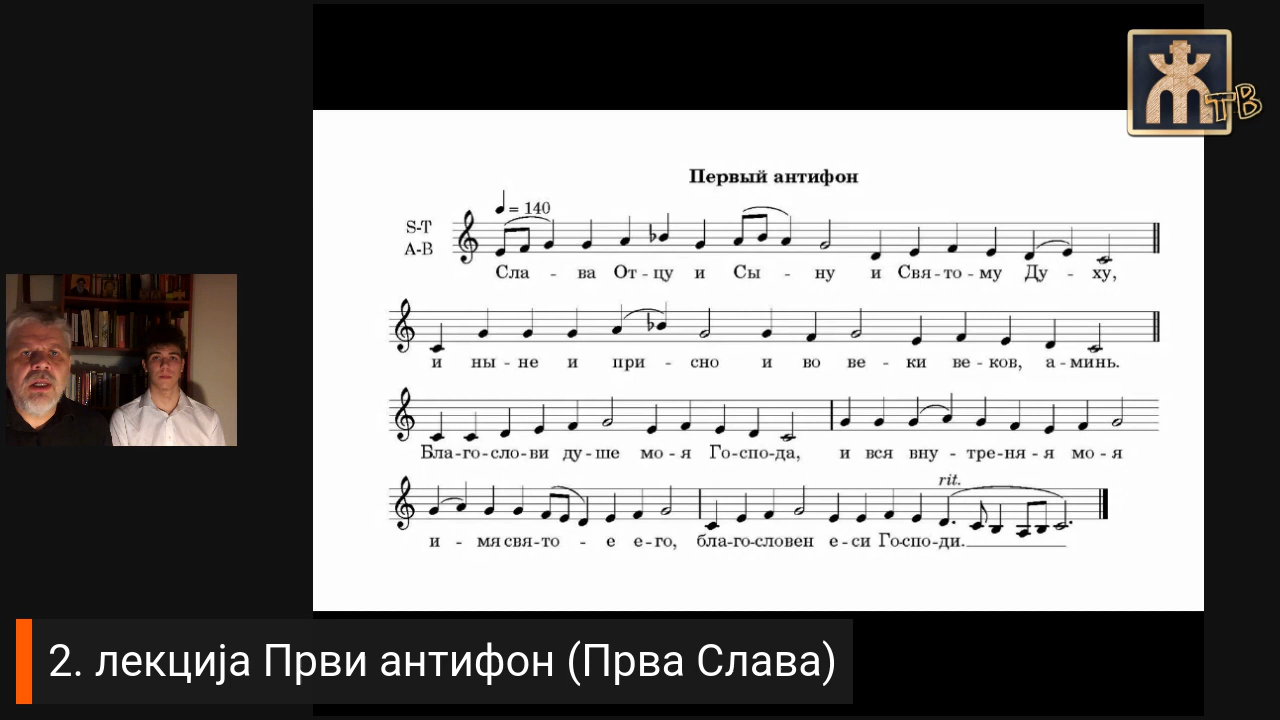 ТВ
Первый антифон
= 140
S-T
A-B
Сла - ва От - цу и Сы - ну и Свя - то - му Ду - ху,
и ны - не и при - сно и во ве - ки ве - ков, а - минь.
Бла - го - сло - ви ду - ше мо - я Го - спо - да, и вся вну - тре - ня - я мо - я
rit.
и - мя свя - то - е е - го, бла - го - словен е - си Го - спо - ди.
2. лекција Први антифон (Прва Слава)